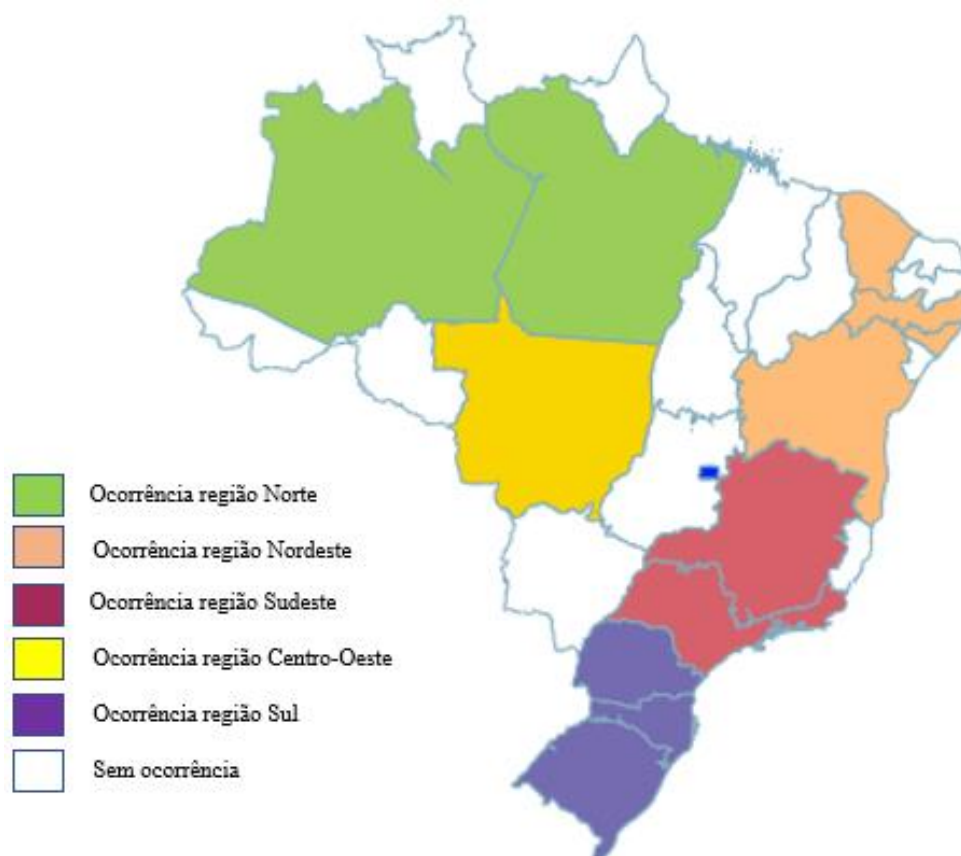 Ocorrência região Norte
Ocorrência região Nordeste
Ocorrência região Sudeste
Ocorrência região Centro-Oeste
Ocorrência região Sul
Sem ocorrência